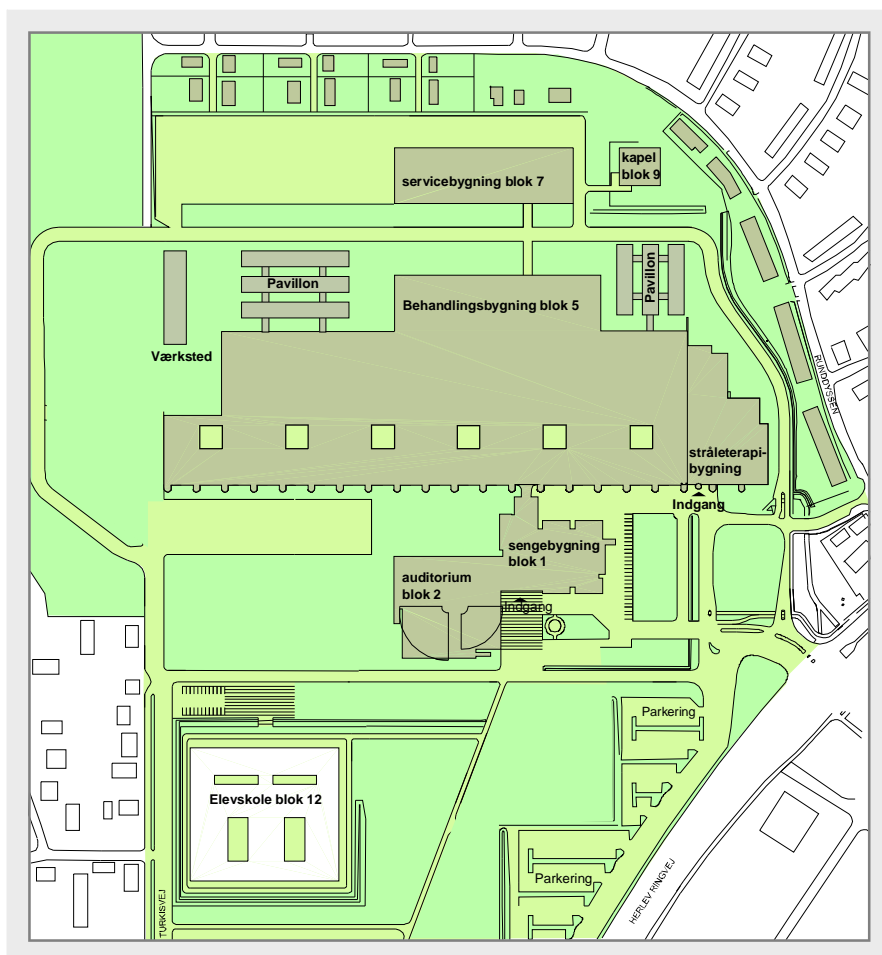 kapel
blok 9
servicebygning blok 7
Pavillon
Pavillon
Behandlingsbygning blok 5
Værksted
RUNDDYSSEN
stråleterapi-
bygning
Indgang
sengebygning
blok 1
auditorium
blok 2
Indgang
Parkering
Elevskole blok 12
Parkering
TURKISVEJ
HERLEV RINGVEJ